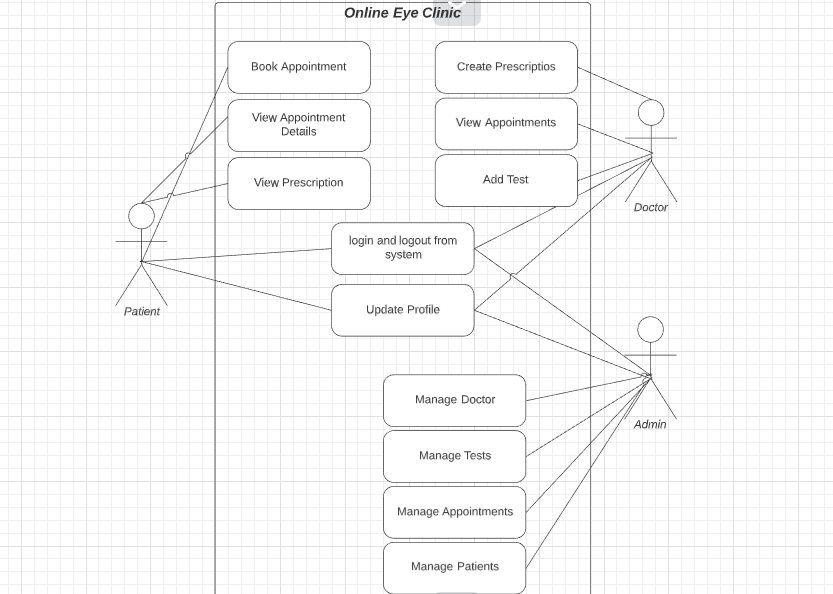 Online Eye Clinic
Book Appointment
Create Prescriptios
View Appointment
Details
View Appointments
View Prescription
Add Test
Doctor
login and logout from
system
Patient
Update Profile
Manage Doctor
Admin
Manage Tests
Manage Appointments
Manage Patients